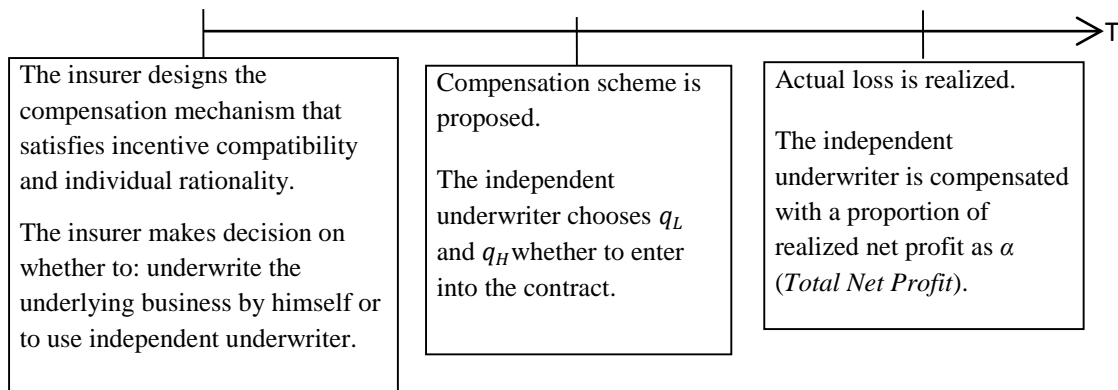 T
The insurer designs the
compensation mechanism that
satisfies incentive compatibility
and individual rationality.
The insurer makes decision on
whether to: underwrite the
underlying business by himself or
to use independent underwriter.
Compensation scheme is
proposed.
The independent
underwriter chooses q_L
and q_H whether to enter
into the contract.
Actual loss is realized.
The independent
underwriter is compensated
with a proportion of
realized net profit as α
(Total Net Profit).